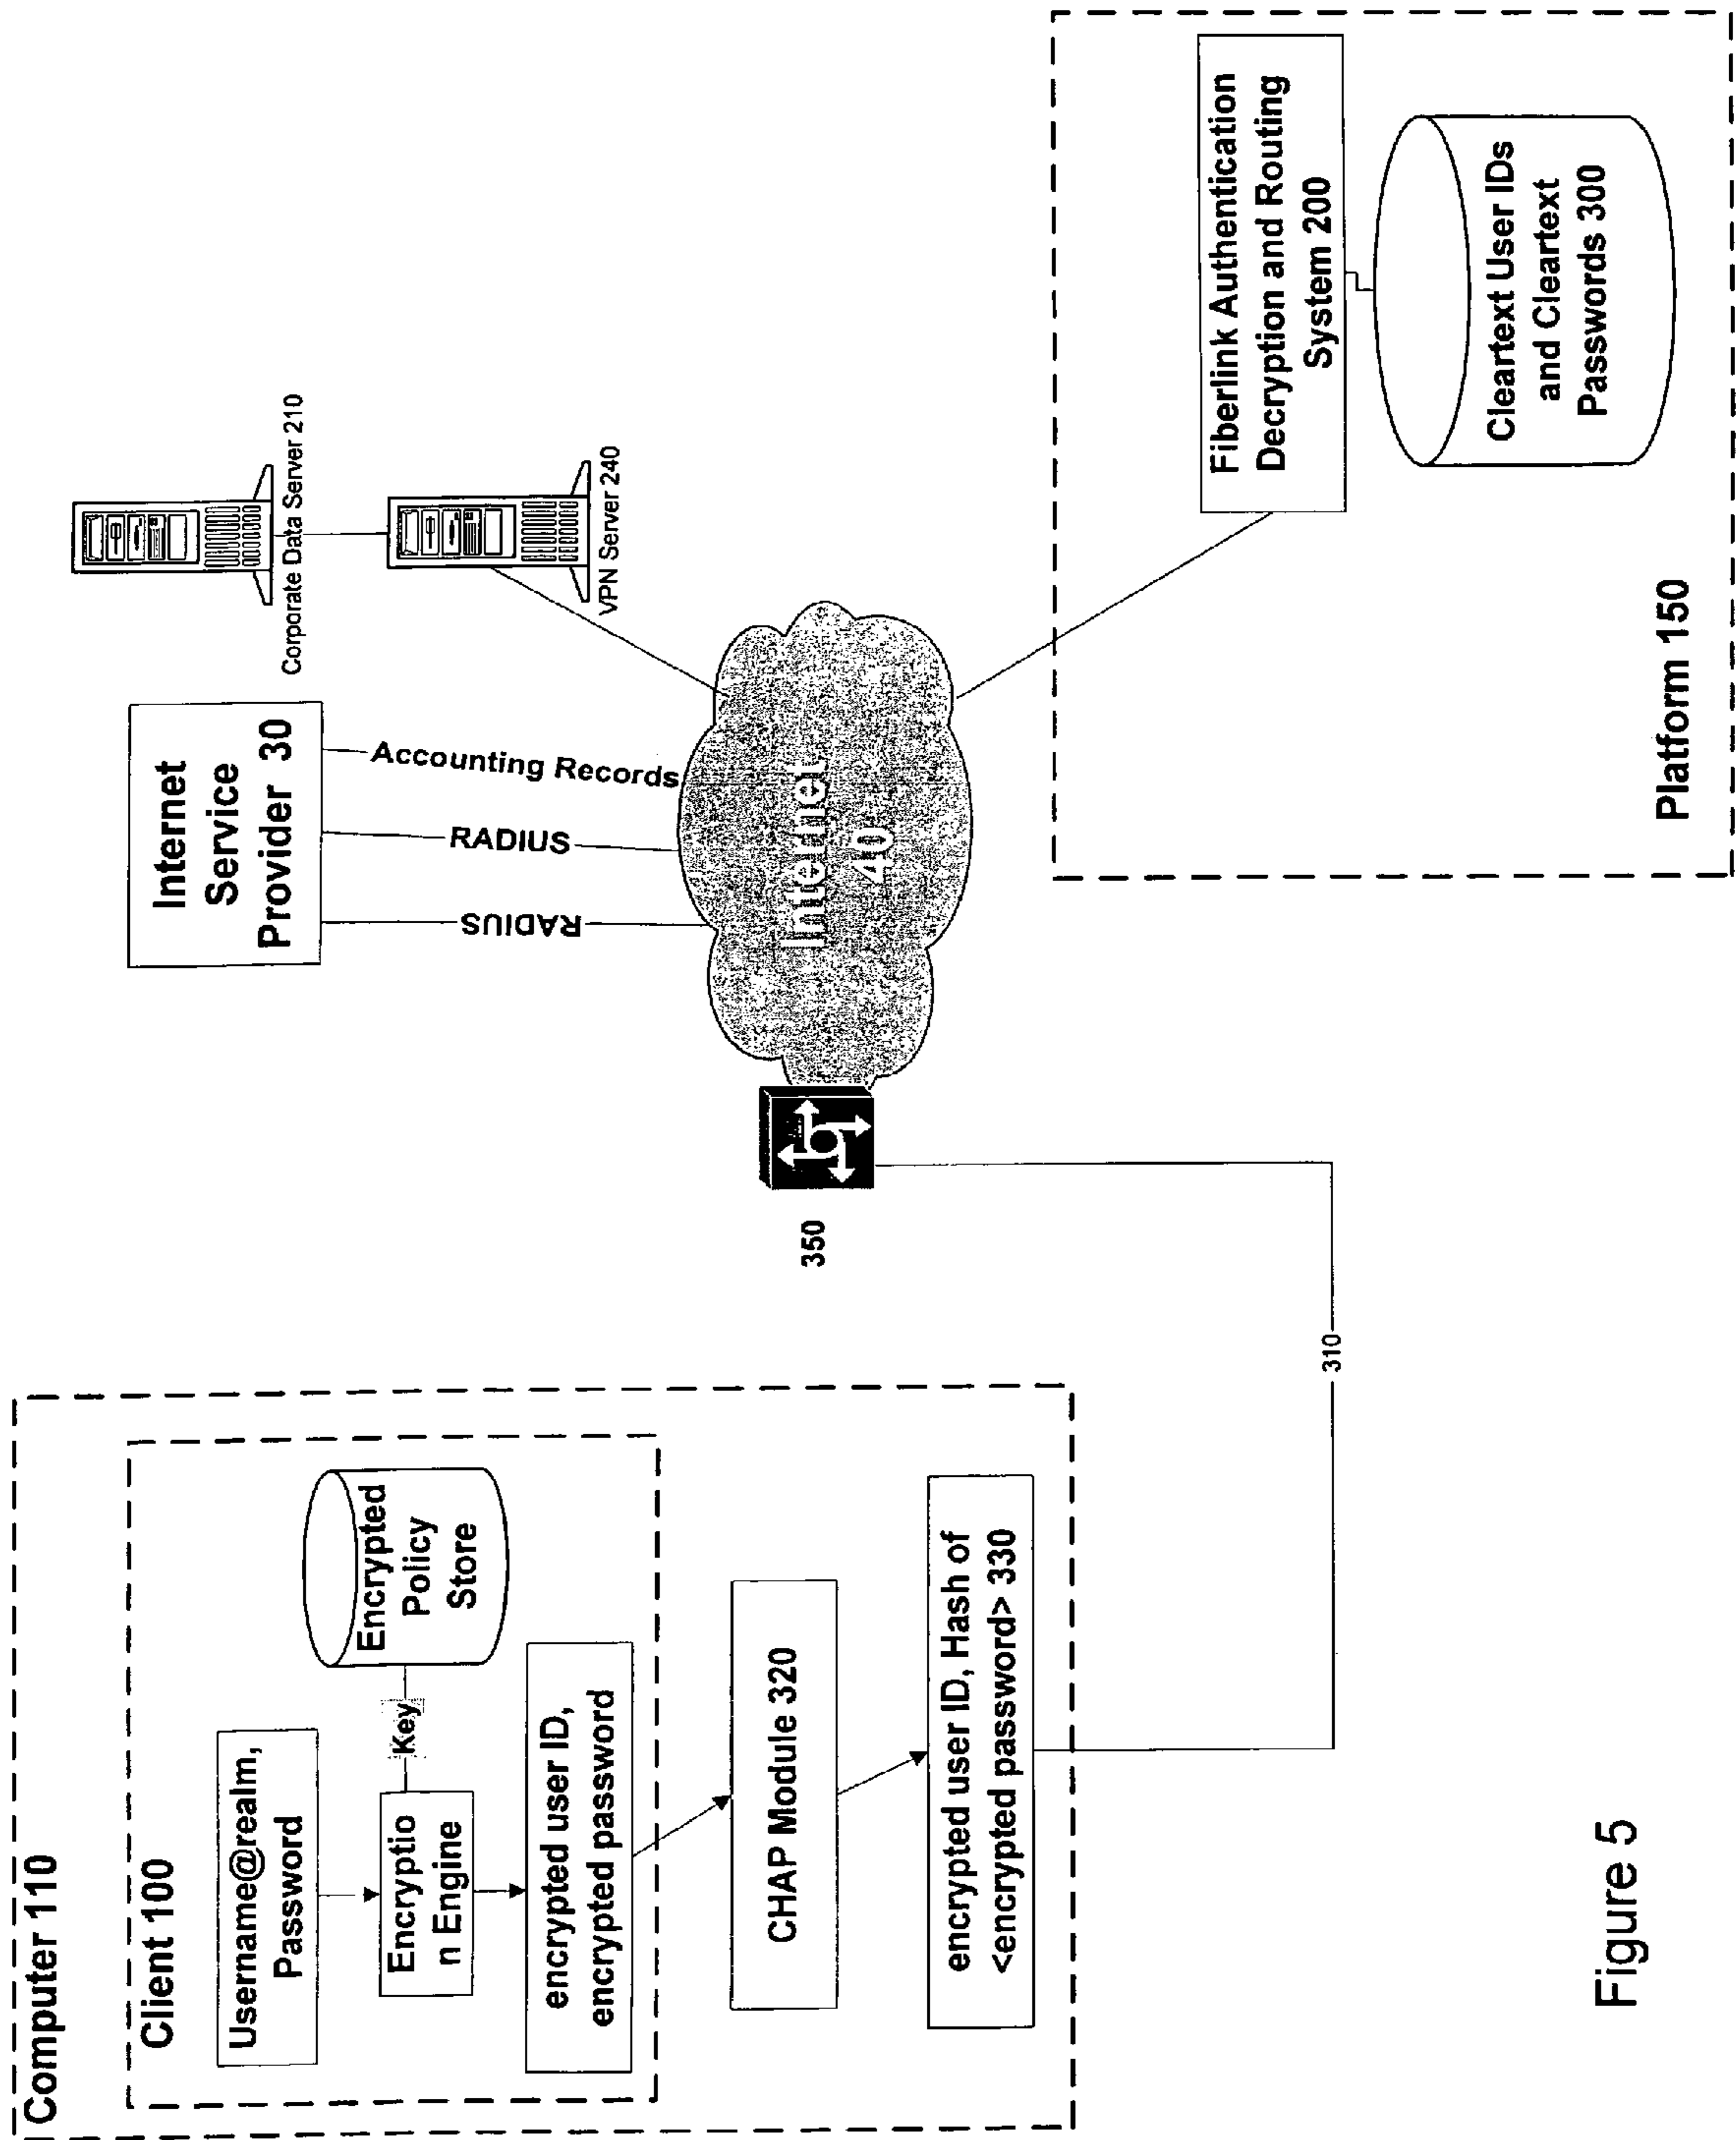 Computer 110
Client 100
Username@realm,
Password
Encryptio
n Engine
Key
Encrypted
Policy
Store
encrypted user ID,
encrypted password
CHAP Module 320
encrypted user ID, Hash of
<encrypted password> 330
310
350
Internet
Service
Provider 30
RADIUS
RADIUS
Accounting Records
Corporate Data Server 210
VPN Server 240
Internet
40
Fiberlink Authentication
Decryption and Routing
System 200
Cleartext User IDs
and Cleartext
Passwords 300
Platform 150
Figure 5